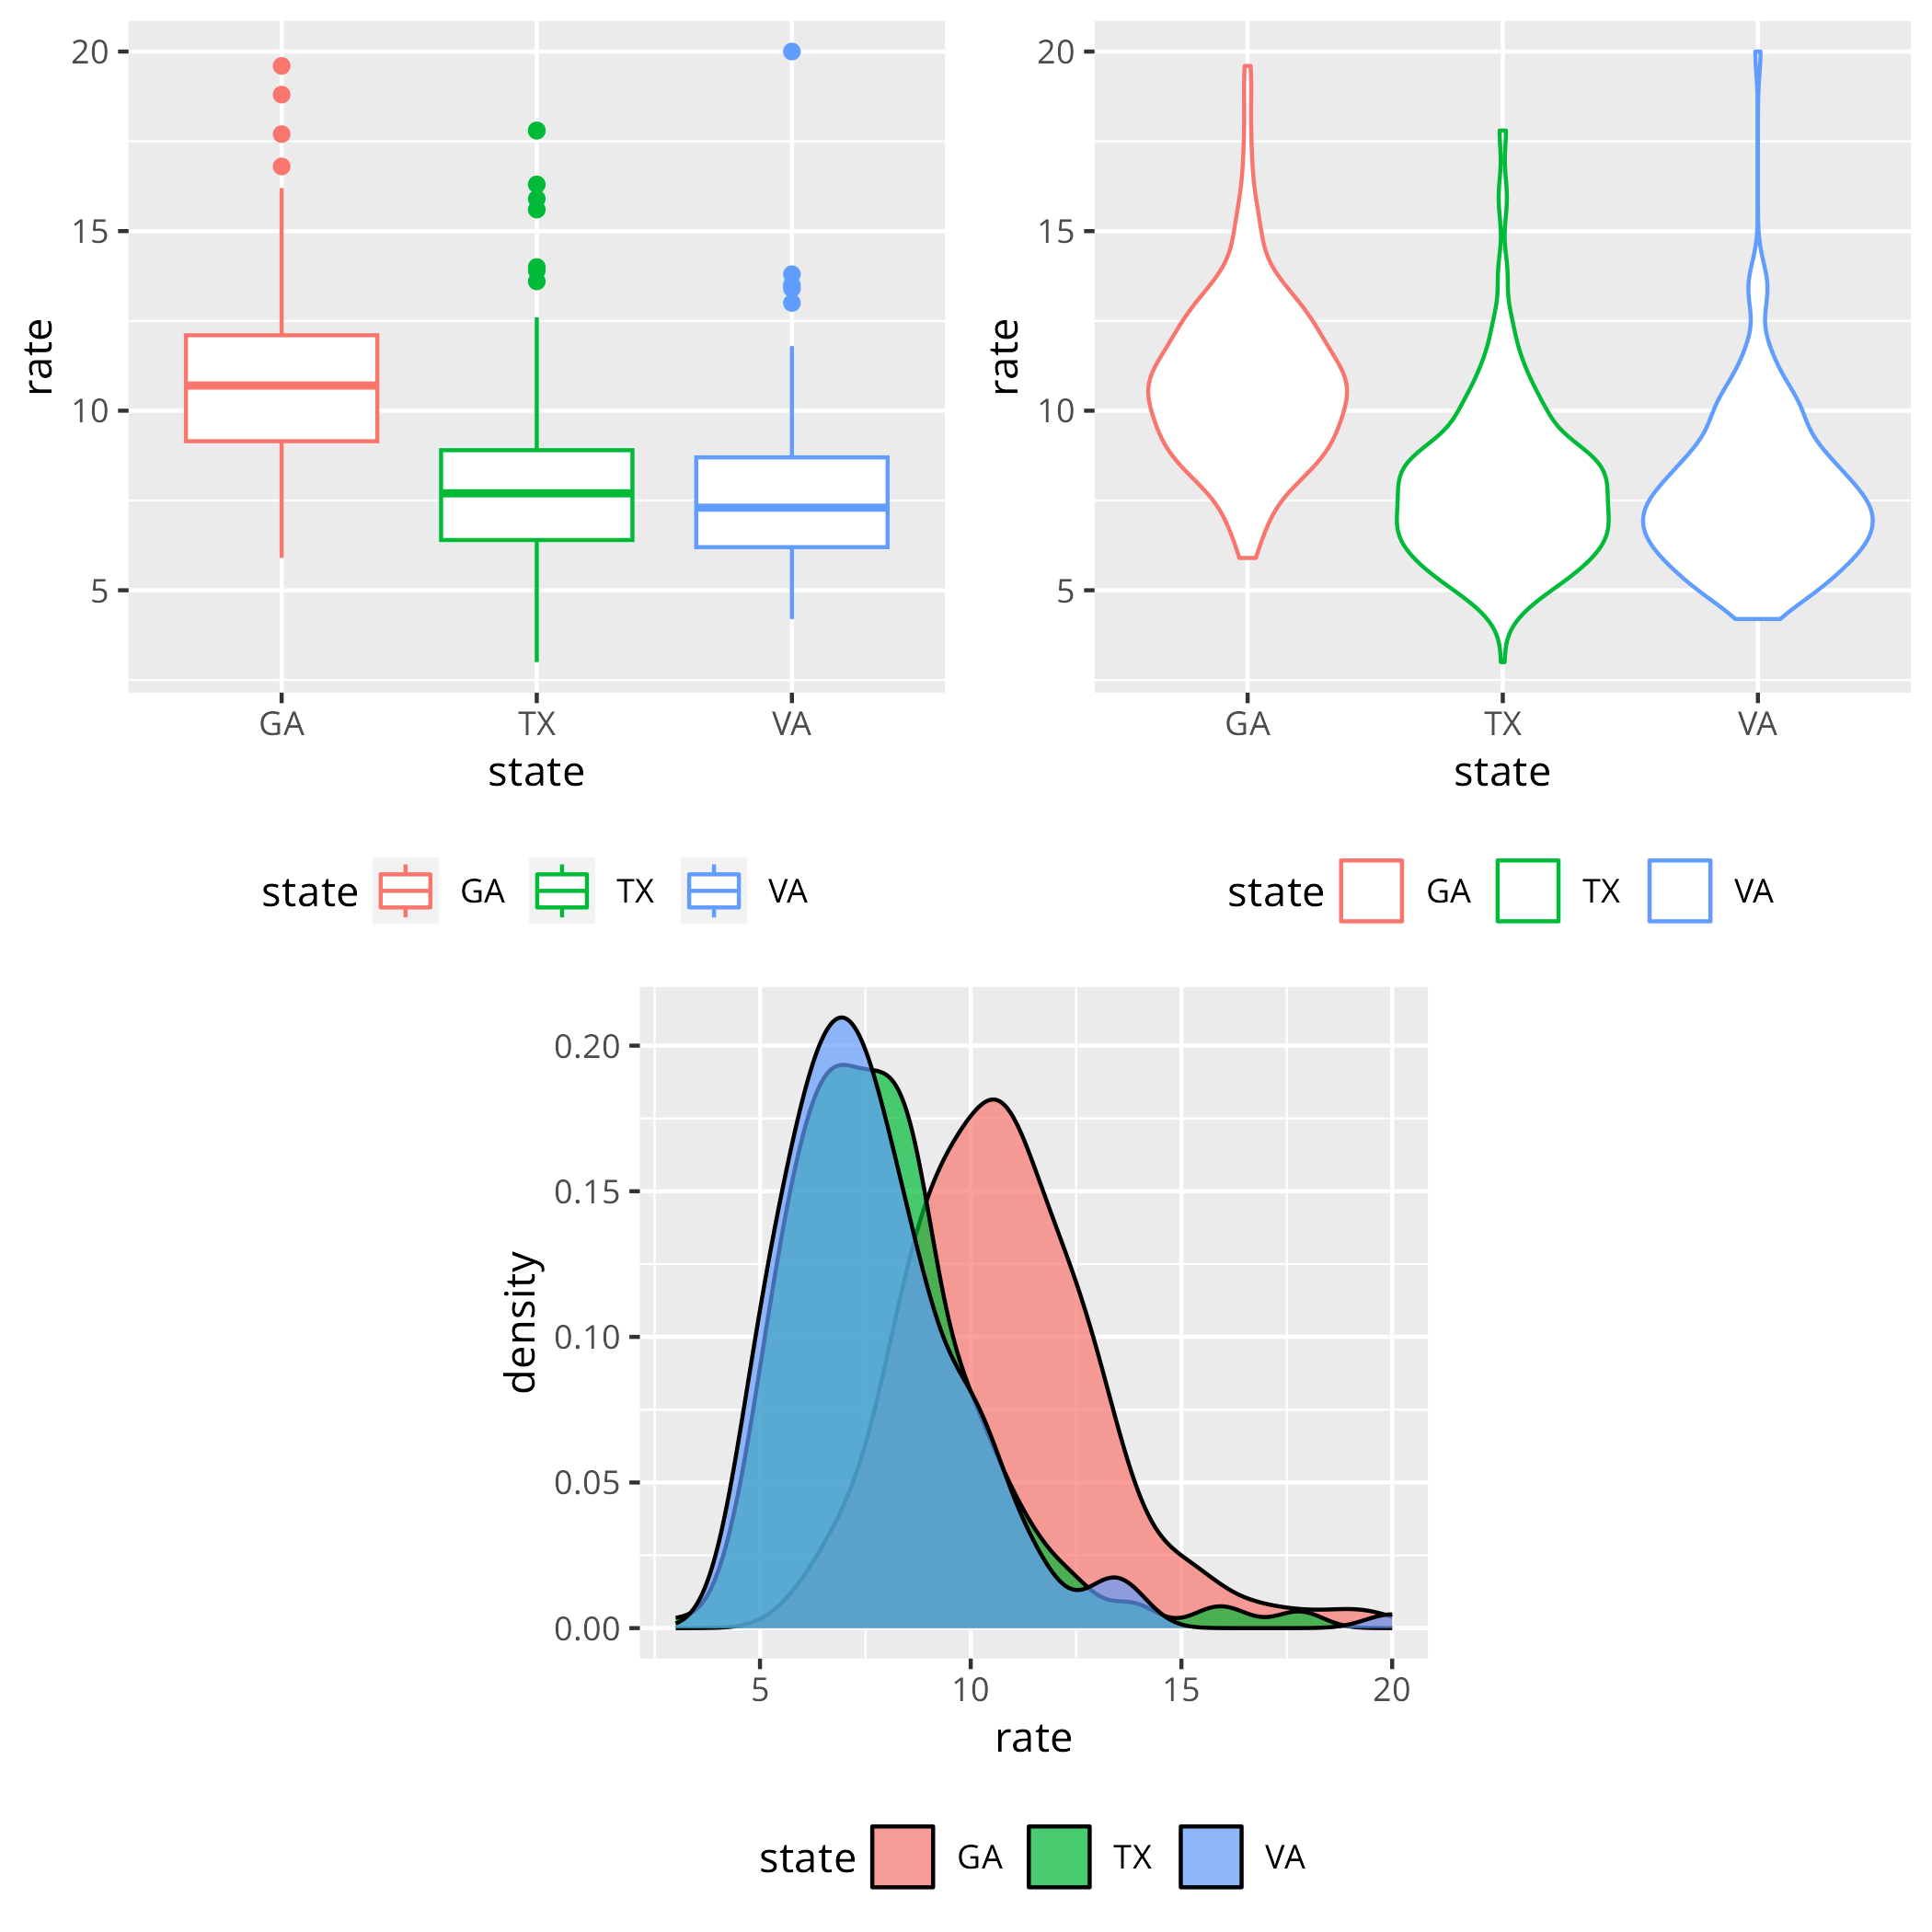 rate
20
15
10
5
GA TX VA
state
state GA TX VA
rate
20
15
10
5
GA TX VA
state
state GA TX VA
density
0.20
0.15
0.10
0.05
0.00
5 10 15 20
rate
state GA TX VA